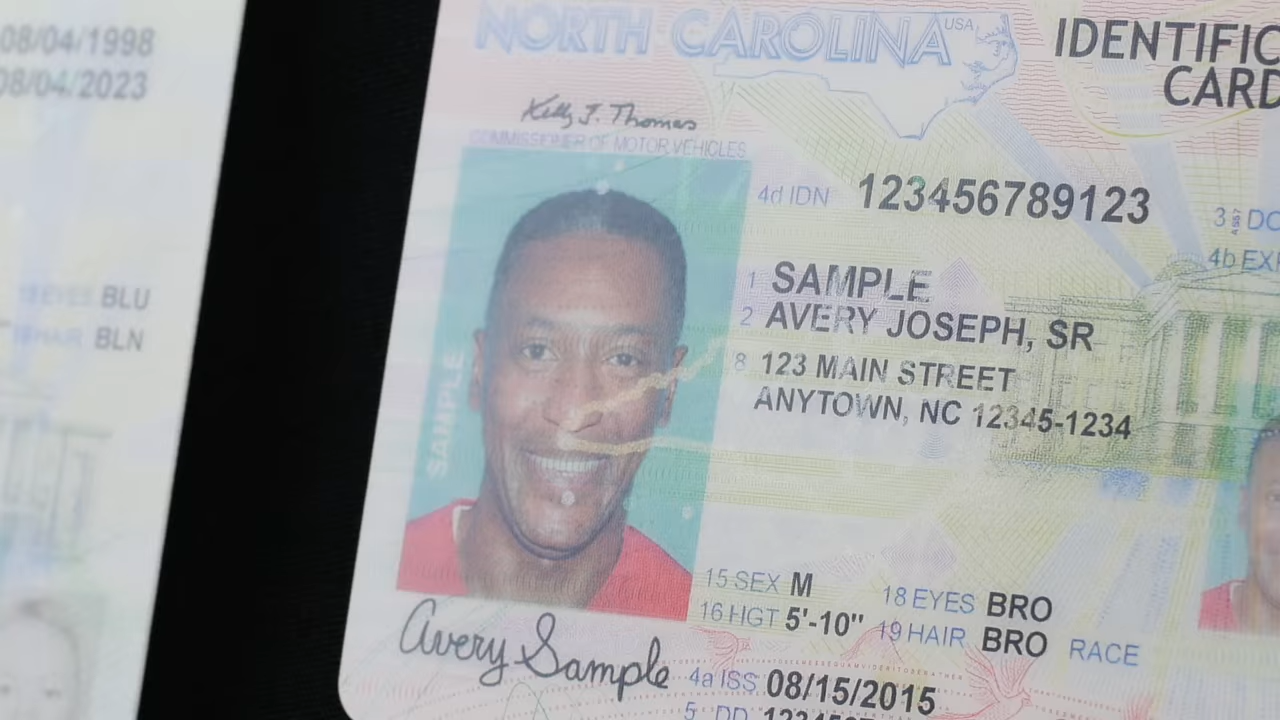 08/04/1998
08/04/2023
EYES BLU
HAIR BLN
NORTH CAROLINA USA
IDENTIFIC
CARD
Kelly J. Thomas
COMMISSIONER OF MOTOR VEHICLES
4d IDN 123456789123
3 DO
4b EX
1 SAMPLE
2 AVERY JOSEPH, SR
8 123 MAIN STREET
ANYTOWN, NC 12345-1234
SAMPLE
15 SEX M 18 EYES BRO
16 HGT 5'-10" 19 HAIR BRO RACE
Avery Sample
4a ISS 08/15/2015
5 DD 1234567